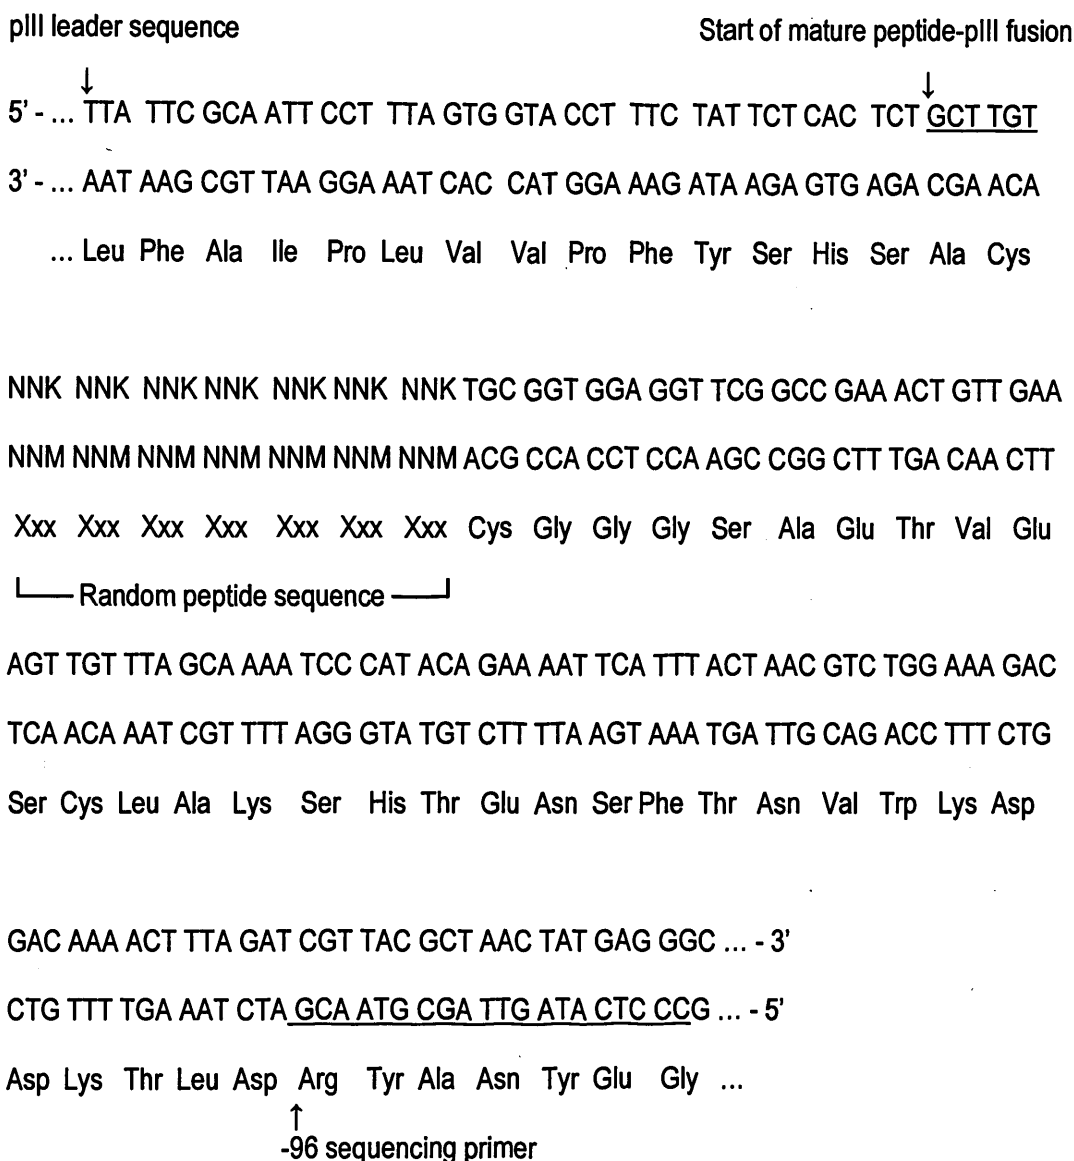 pIII leader sequence Start of mature peptide-pIII fusion
↓ ↓
5' - ... TTA TTC GCA ATT CCT TTA GTG GTA CCT TTC TAT TCT CAC TCT GCT TGT
3' - ... AAT AAG CGT TAA GGA AAT CAC CAT GGA AAG ATA AGA GTG AGA CGA ACA
... Leu Phe Ala Ile Pro Leu Val Val Pro Phe Tyr Ser His Ser Ala Cys
NNK NNK NNK NNK NNK NNK NNK TGC GGT GGA GGT TCG GCC GAA ACT GTT GAA
NNM NNM NNM NNM NNM NNM NNM ACG CCA CCT CCA AGC CGG CTT TGA CAA CTT
Xxx Xxx Xxx Xxx Xxx Xxx Xxx Cys Gly Gly Gly Ser Ala Glu Thr Val Glu
Random peptide sequence
AGT TGT TTA GCA AAA TCC CAT ACA GAA AAT TCA TTT ACT AAC GTC TGG AAA GAC
TCA ACA AAT CGT TTT AGG GTA TGT CTT TTA AGT AAA TGA TTG CAG ACC TTT CTG
Ser Cys Leu Ala Lys Ser His Thr Glu Asn Ser Phe Thr Asn Val Trp Lys Asp
GAC AAA ACT TTA GAT CGT TAC GCT AAC TAT GAG GGC ... - 3'
CTG TTT TGA AAT CTA GCA ATG CGA TTG ATA CTC CCG ... - 5'
Asp Lys Thr Leu Asp Arg Tyr Ala Asn Tyr Glu Gly ...
↑
-96 sequencing primer